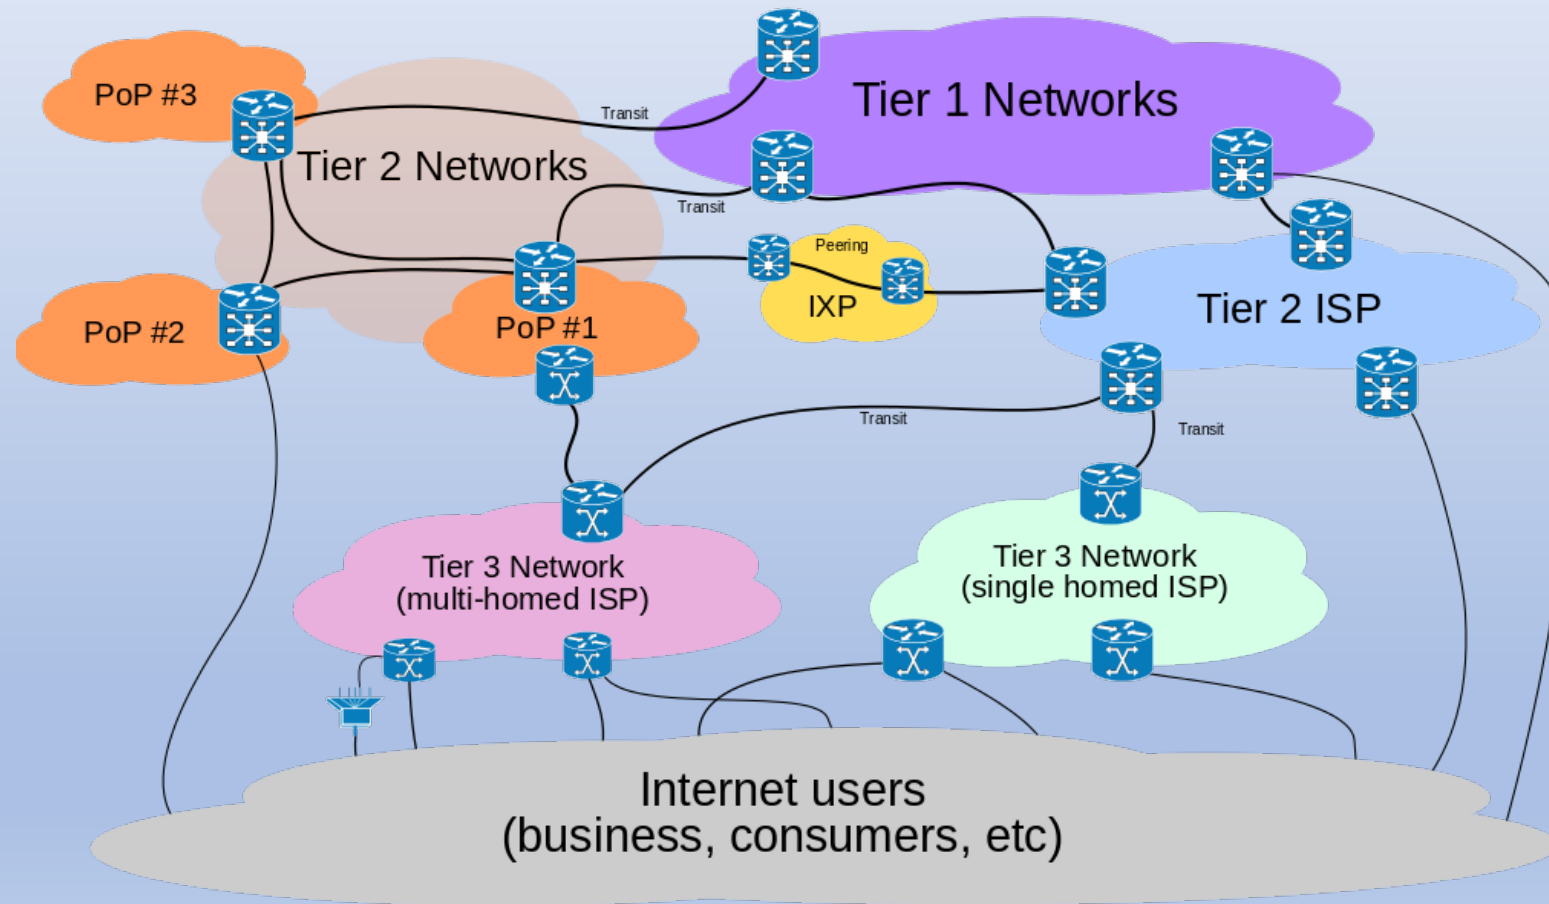 PoP #3
Transit
Tier 1 Networks
Tier 2 Networks
Transit
Peering
IXP
Tier 2 ISP
PoP #2
PoP #1
Transit
Transit
Tier 3 Network
(multi-homed ISP)
Tier 3 Network
(single homed ISP)
Internet users
(business, consumers, etc)